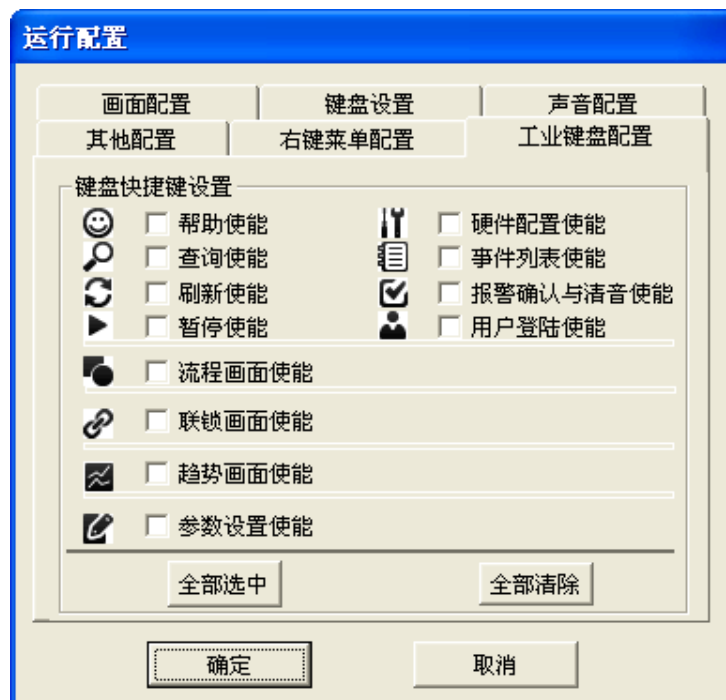 运行配置
画面配置 键盘设置 声音配置
其他配置 右键菜单配置 工业键盘配置
键盘快捷键设置
帮助使能 硬件配置使能
查询使能 事件列表使能
刷新使能 报警确认与清音使能
暂停使能 用户登陆使能
流程画面使能
联锁画面使能
趋势画面使能
参数设置使能
全部选中 全部清除
确定 取消